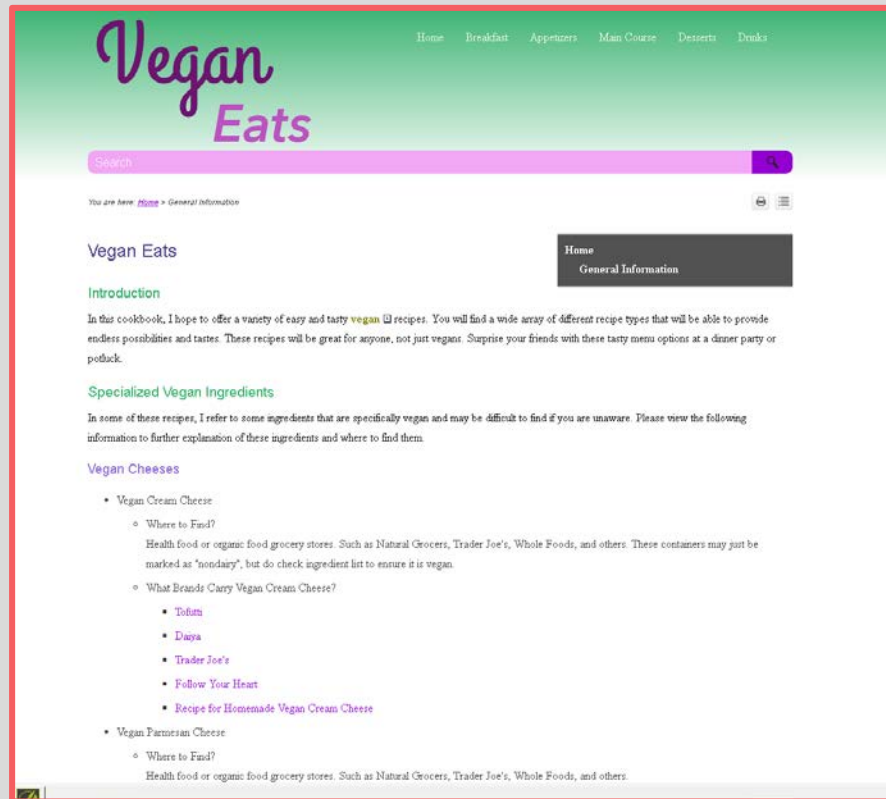 Vegan
Eats
Home Breakfast Appetizers Main Course Desserts Drinks
Search
You are here: Home > General Information
Vegan Eats
Home
General Information
Introduction
In this cookbook, I hope to offer a variety of easy and tasty vegan recipes. You will find a wide array of different recipe types that will be able to provide
endless possibilities and tastes. These recipes will be great for anyone, not just vegans. Surprise your friends with these tasty menu options at a dinner party or
potluck.
Specialized Vegan Ingredients
In some of these recipes, I refer to some ingredients that are specifically vegan and may be difficult to find if you are unaware. Please view the following
information to further explanation of these ingredients and where to find them.
Vegan Cheeses
Vegan Cream Cheese
Where to Find?
Health food or organic food grocery stores. Such as Natural Grocers, Trader Joe's, Whole Foods, and others. These containers may just be
marked as "nondairy", but do check ingredient list to ensure it is vegan.
What Brands Carry Vegan Cream Cheese?
Tofutti
Daiya
Trader Joe's
Follow Your Heart
Recipe for Homemade Vegan Cream Cheese
Vegan Parmesan Cheese
Where to Find?
Health food or organic food grocery stores. Such as Natural Grocers, Trader Joe's, Whole Foods, and others.